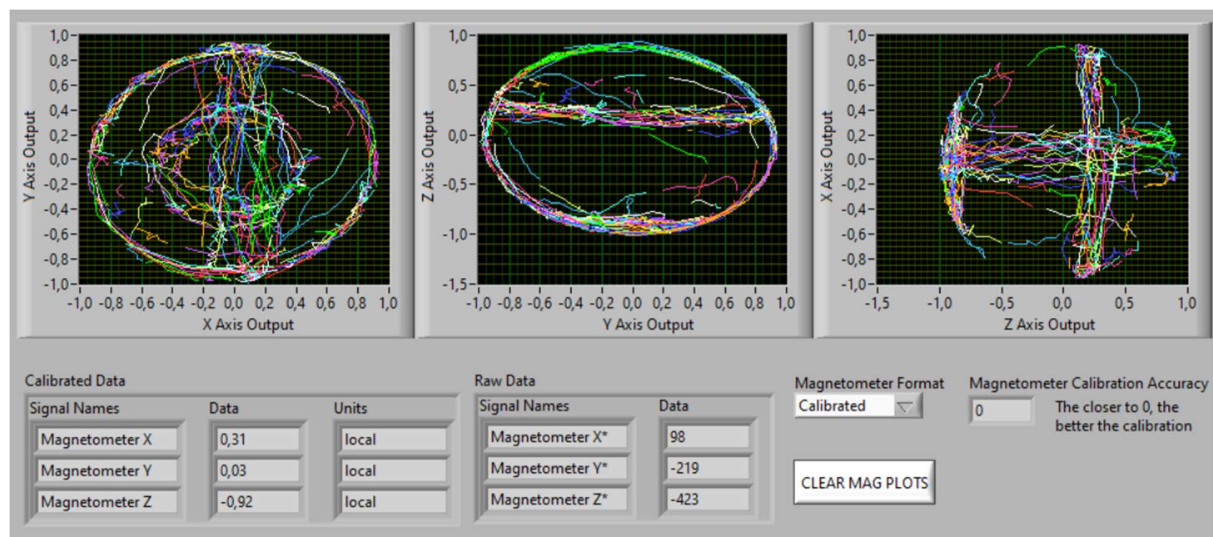 1,0
0,8
0,6
0,4
0,2
0,0
-0,2
-0,4
-0,6
-0,8
-1,0
Y Axis Output
-1,0 -0,8 -0,6 -0,4 -0,2 0,0 0,2 0,4 0,6 0,8 1,0
X Axis Output
1,0
0,5
0,0
-0,5
-1,0
-1,5
Z Axis Output
-1,0 -0,8 -0,6 -0,4 -0,2 0,0 0,2 0,4 0,6 0,8 1,0
Y Axis Output
1,0
0,8
0,6
0,4
0,2
0,0
-0,2
-0,4
-0,6
-0,8
-1,0
X Axis Output
-1,5 -1,0 -0,5 0,0 0,5 1,0
Z Axis Output
Calibrated Data
Signal Names Data Units
Magnetometer X 0,31 local
Magnetometer Y 0,03 local
Magnetometer Z -0,92 local
Raw Data
Signal Names Data
Magnetometer X* 98
Magnetometer Y* -219
Magnetometer Z* -423
Magnetometer Format
Calibrated
Magnetometer Calibration Accuracy
0
The closer to 0, the
better the calibration
CLEAR MAG PLOTS